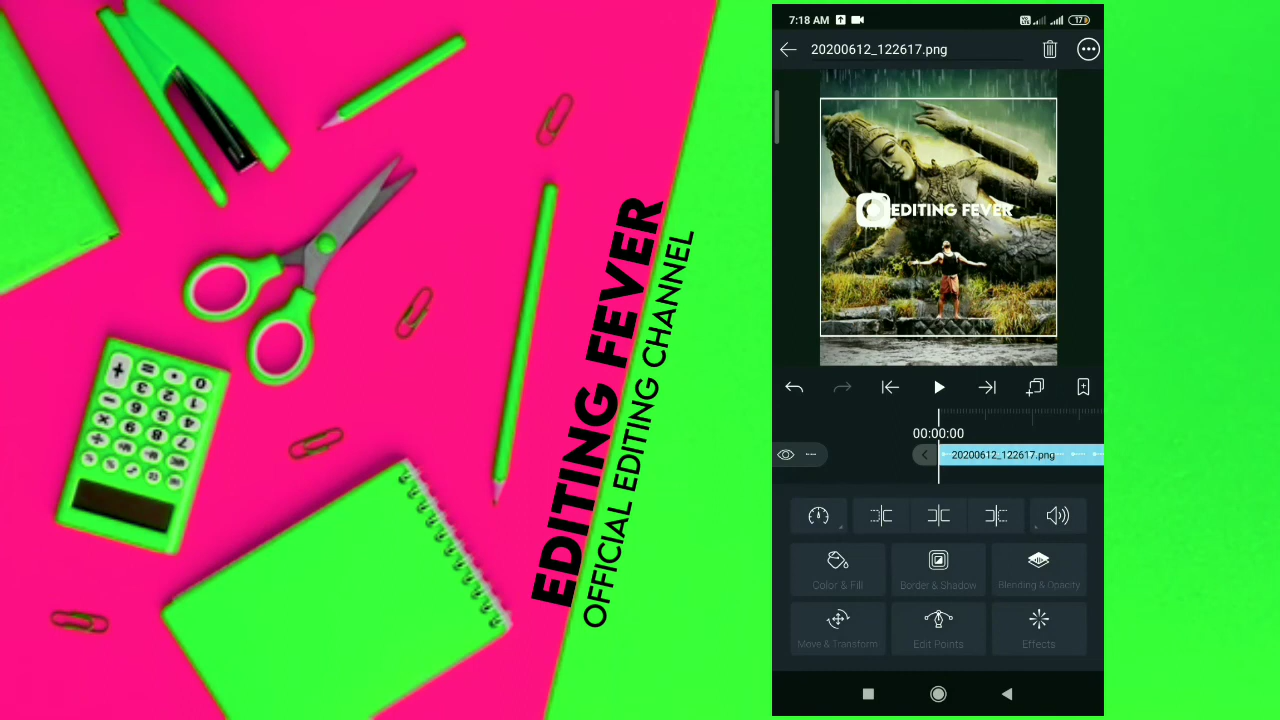 EDITING FEVER
OFFICIAL EDITING CHANNEL
7:18 AM
17
20200612_122617.png
EDITING FEVER
00:00:00
20200612_122617.png
Color & Fill
Border & Shadow
Blending & Opacity
Move & Transform
Edit Points
Effects